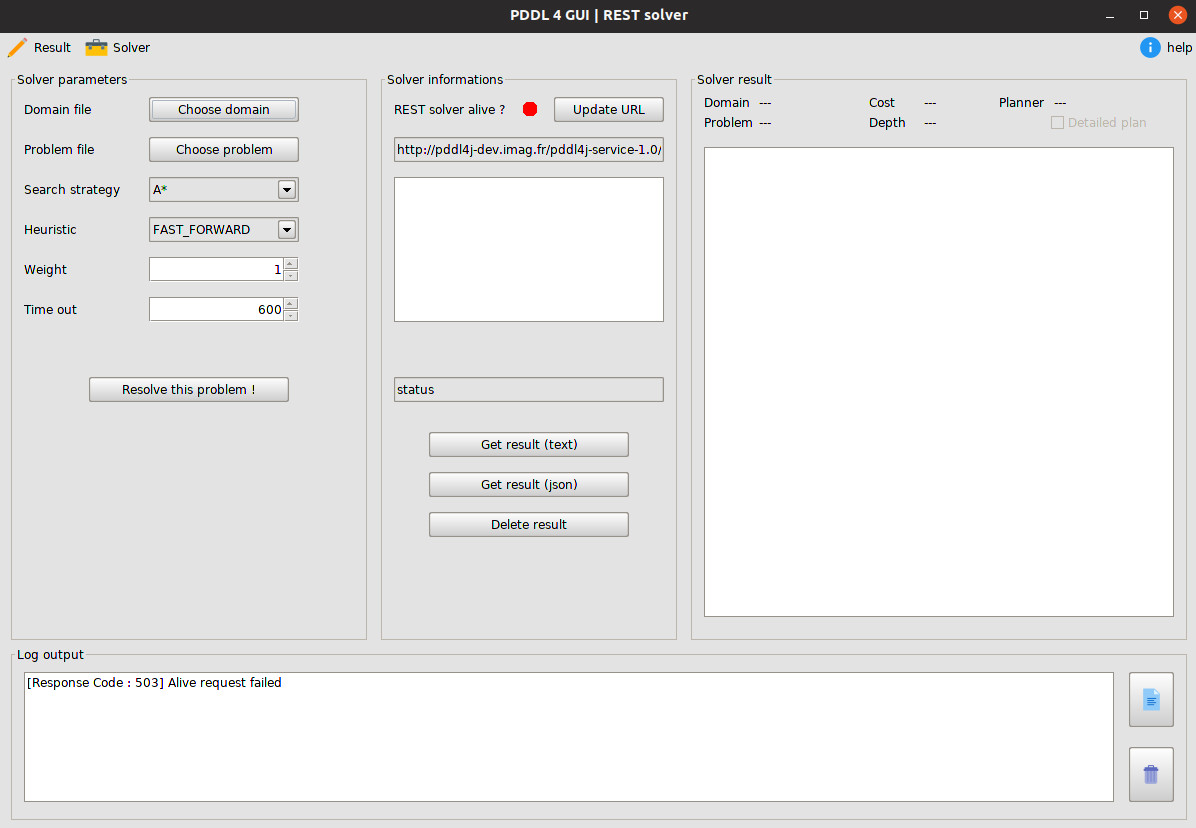 PDDL 4 GUI | REST solver
Result Solver help
Solver parameters
Domain file Choose domain
Problem file Choose problem
Search strategy A*
Heuristic FAST_FORWARD
Weight 1
Time out 600
Resolve this problem !
Solver informations
REST solver alive ? Update URL
http://pddl4j-dev.imag.fr/pddl4j-service-1.0/
status
Get result (text)
Get result (json)
Delete result
Solver result
Domain --- Cost --- Planner ---
Problem --- Depth --- Detailed plan
Log output
[Response Code : 503] Alive request failed